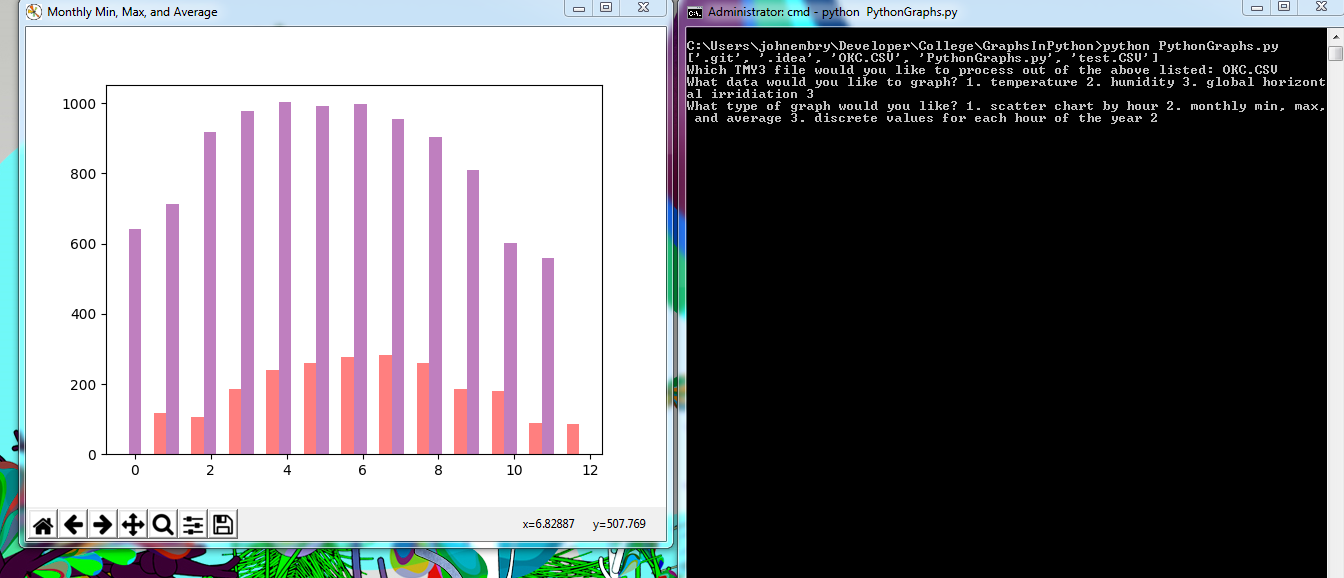 Monthly Min, Max, and Average
1000
800
600
400
200
0
0 2 4 6 8 10 12
x=6.82887 y=507.769
Administrator: cmd - python PythonGraphs.py
C:\Users\johnembry\Developer\College\GraphsInPython>python PythonGraphs.py
['.git', '.idea', 'OKC.CSV', 'PythonGraphs.py', 'test.CSV']
Which TMY3 file would you like to process out of the above listed: OKC.CSV
What data would you like to graph? 1. temperature 2. humidity 3. global horizont
al irridiation 3
What type of graph would you like? 1. scatter chart by hour 2. monthly min, max,
and average 3. discrete values for each hour of the year 2